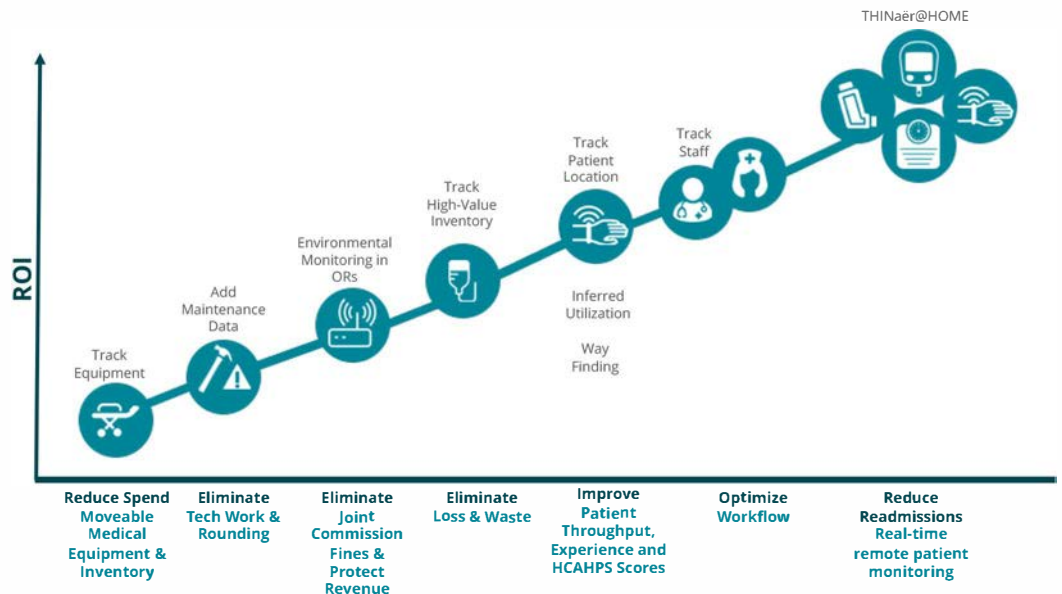 THINaër@HOME
ROI
Track
Equipment
Add
Maintenance
Data
Environmental
Monitoring in
ORs
Track
High-Value
Inventory
Track
Patient
Location
Inferred
Utilization
Way
Finding
Track
Staff
Reduce Spend
Moveable
Medical
Equipment &
Inventory
Eliminate
Tech Work &
Rounding
Eliminate
Joint
Commission
Fines &
Protect
Revenue
Eliminate
Loss & Waste
Improve
Patient
Throughput,
Experience and
HCAHPS Scores
Optimize
Workflow
Reduce
Readmissions
Real-time
remote patient
monitoring